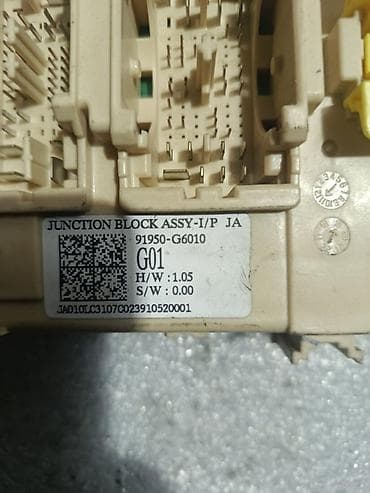 JUNCTION BLOCK ASSY-I/P JA
91950-G6010
G01
H/W : 1.05
S/W : 0.00
JA010LC3107C023910520001